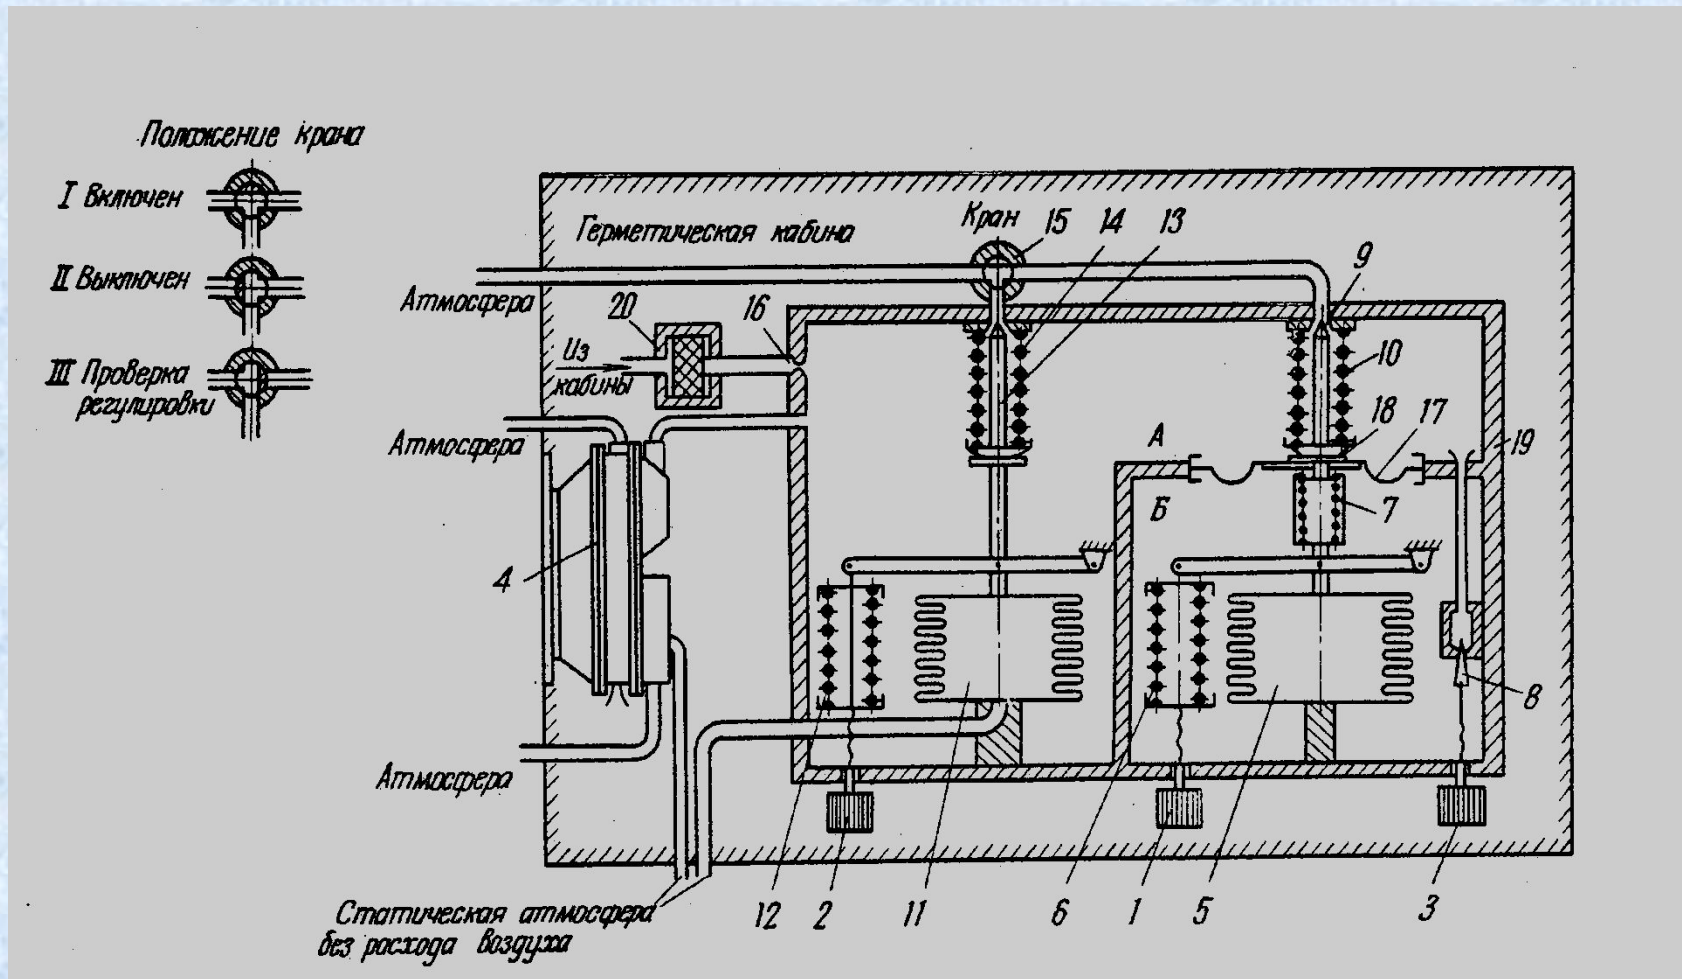 Положение крана
I Включен
II Выключен
III Проверка
регулировки
Герметическая кабина
Кран
15
14
13
9
Атмосфера
20
16
Из
кабины
10
18
17
19
Атмосфера
А
Б
7
4
8
Атмосфера
12
2
11
6
1
5
3
Статическая атмосфера
без расхода воздуха